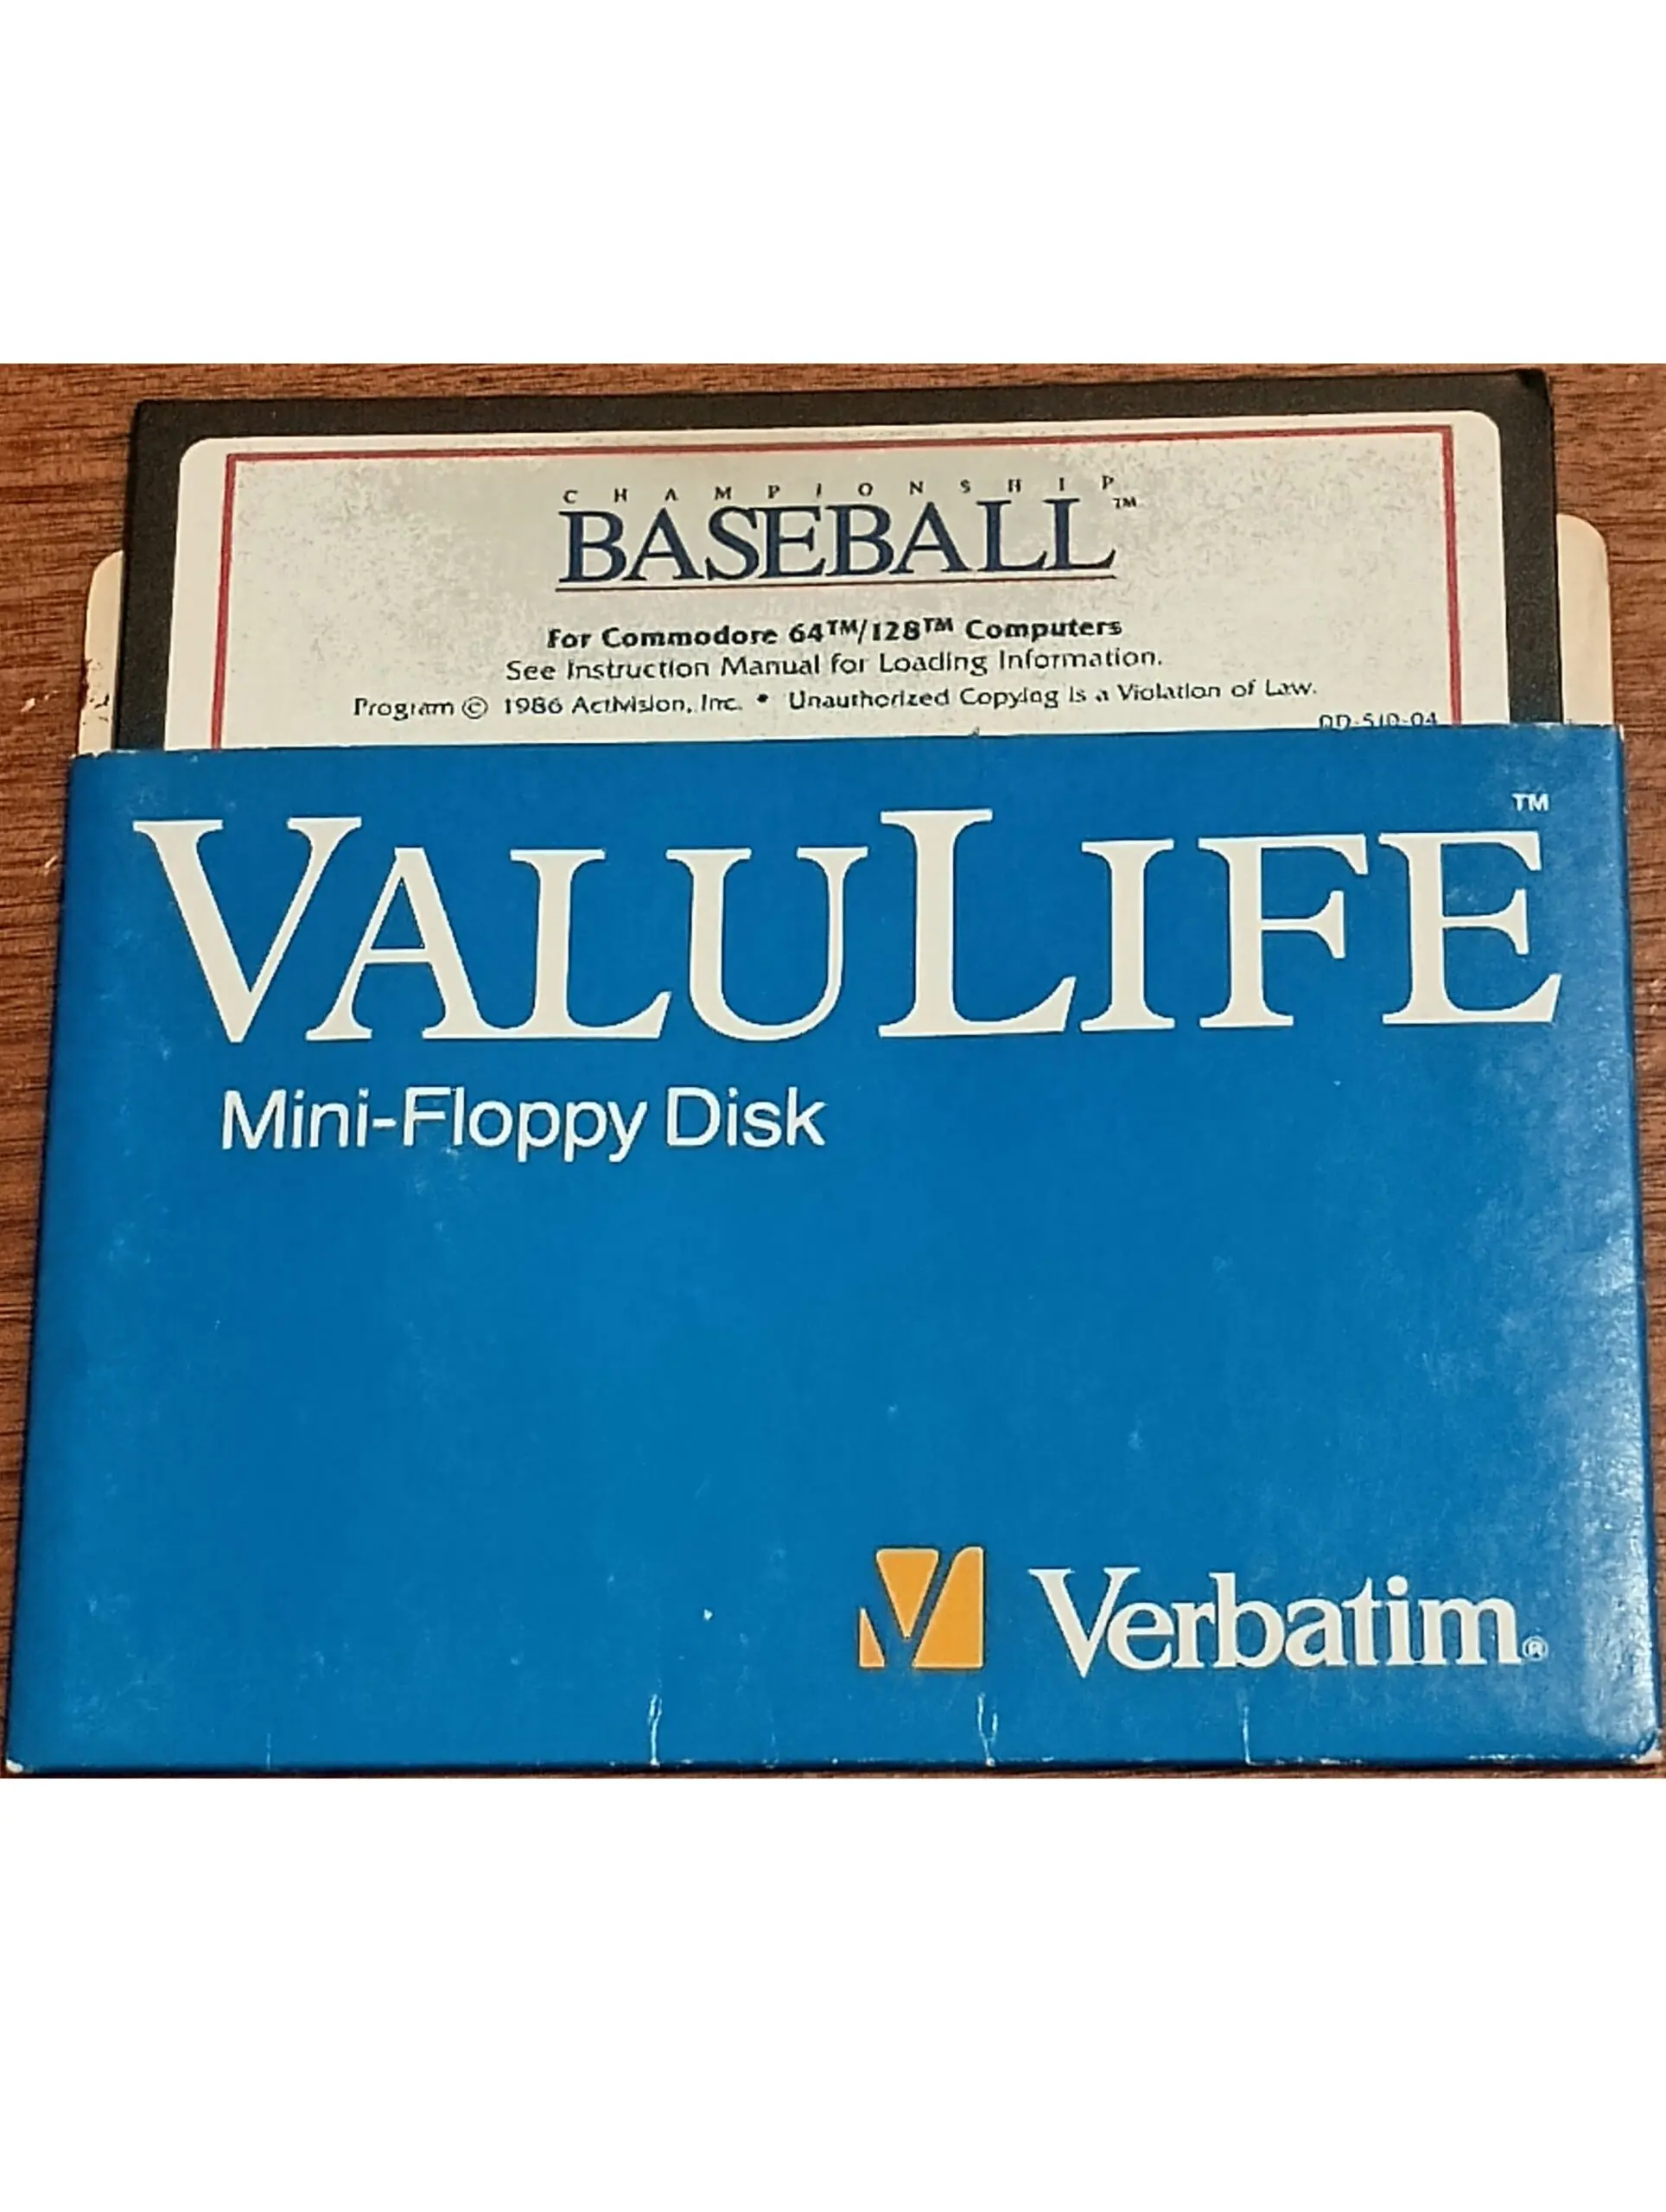 CHAMPIONSHIP
BASEBALL™
For Commodore 64™/128™ Computers
See Instruction Manual for Loading Information.
Program © 1986 Activision, Inc. • Unauthorized Copying is a Violation of Law.
VALULIFE™
Mini-Floppy Disk
Verbatim®